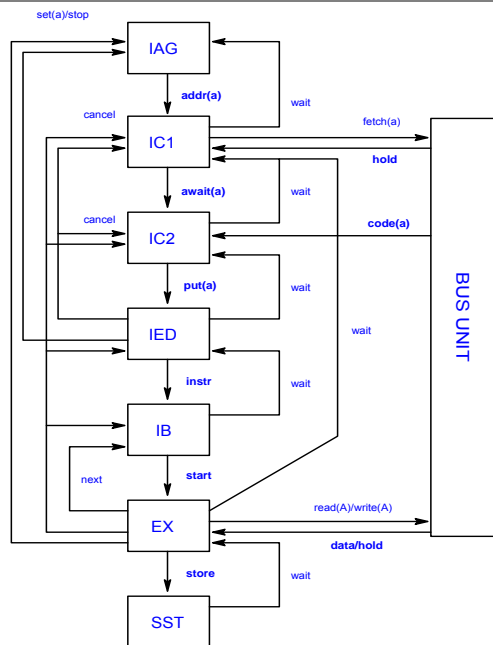 set(a)/stop
IAG
addr(a)
wait
cancel
fetch(a)
IC1
hold
await(a)
wait
cancel
code(a)
IC2
put(a)
wait
BUS UNIT
wait
IED
instr
wait
IB
start
next
read(A)/write(A)
EX
data/hold
store
wait
SST